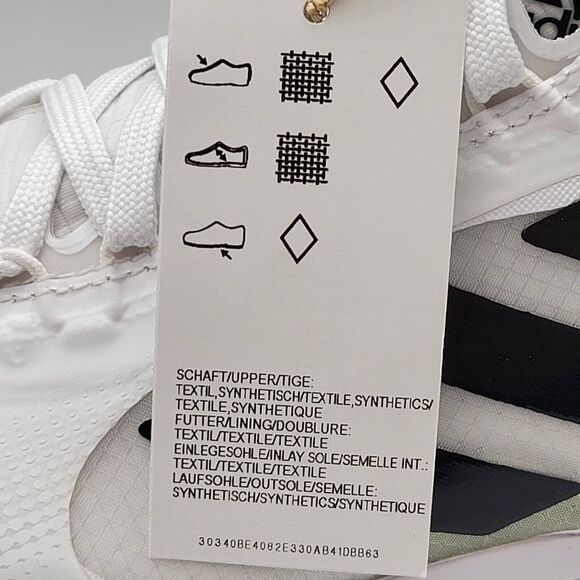 SCHAFT/UPPER/TIGE:
TEXTIL,SYNTHETISCH/TEXTILE,SYNTHETICS/
TEXTILE,SYNTHETIQUE
FUTTER/LINING/DOUBLURE:
TEXTIL/TEXTILE/TEXTILE
EINLEGESOHLE/INLAY SOLE/SEMELLE INT.:
TEXTIL/TEXTILE/TEXTILE
LAUFSOHLE/OUTSOLE/SEMELLE:
SYNTHETISCH/SYNTHETICS/SYNTHETIQUE
30340BE4082E330AB41DBB63